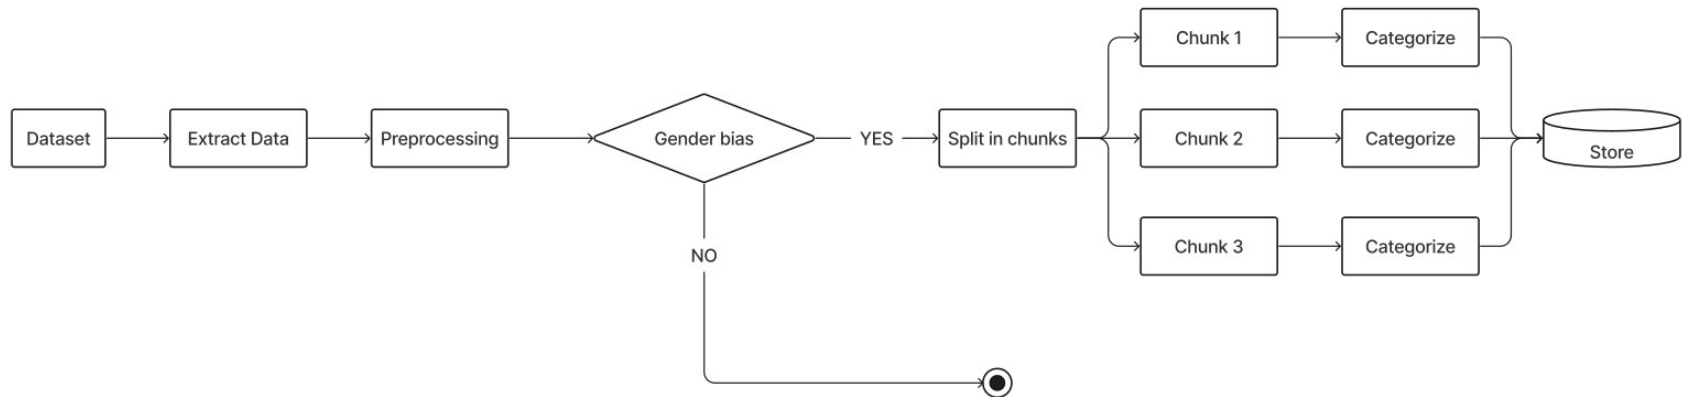 Dataset
Extract Data
Preprocessing
Gender bias
YES
NO
Split in chunks
Chunk 1
Categorize
Chunk 2
Categorize
Chunk 3
Categorize
Store